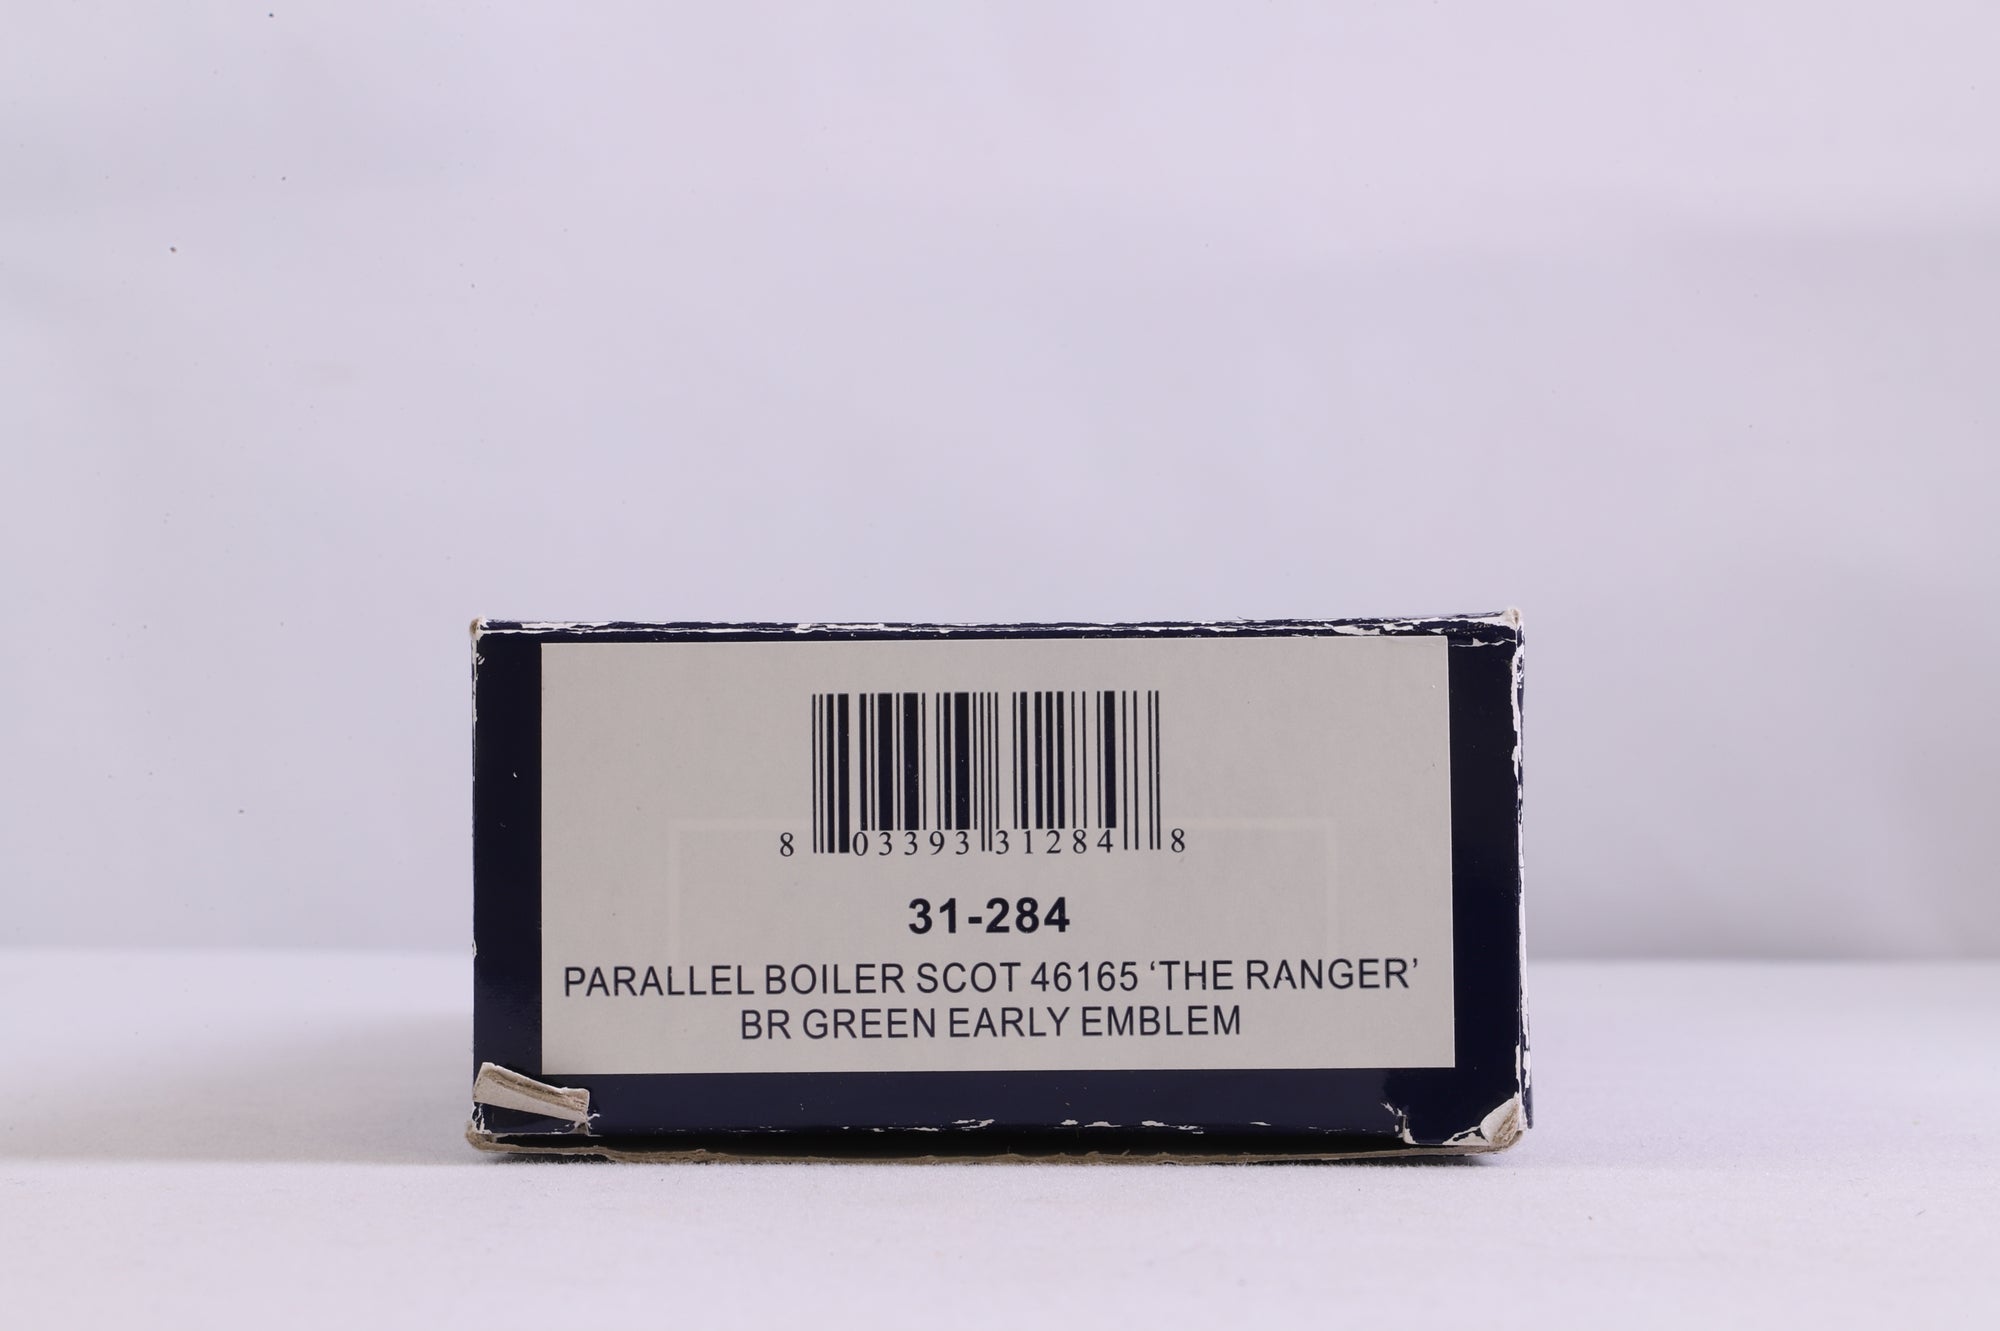 8 03393 31284 8
31-284
PARALLEL BOILER SCOT 46165 ‘THE RANGER’
BR GREEN EARLY EMBLEM